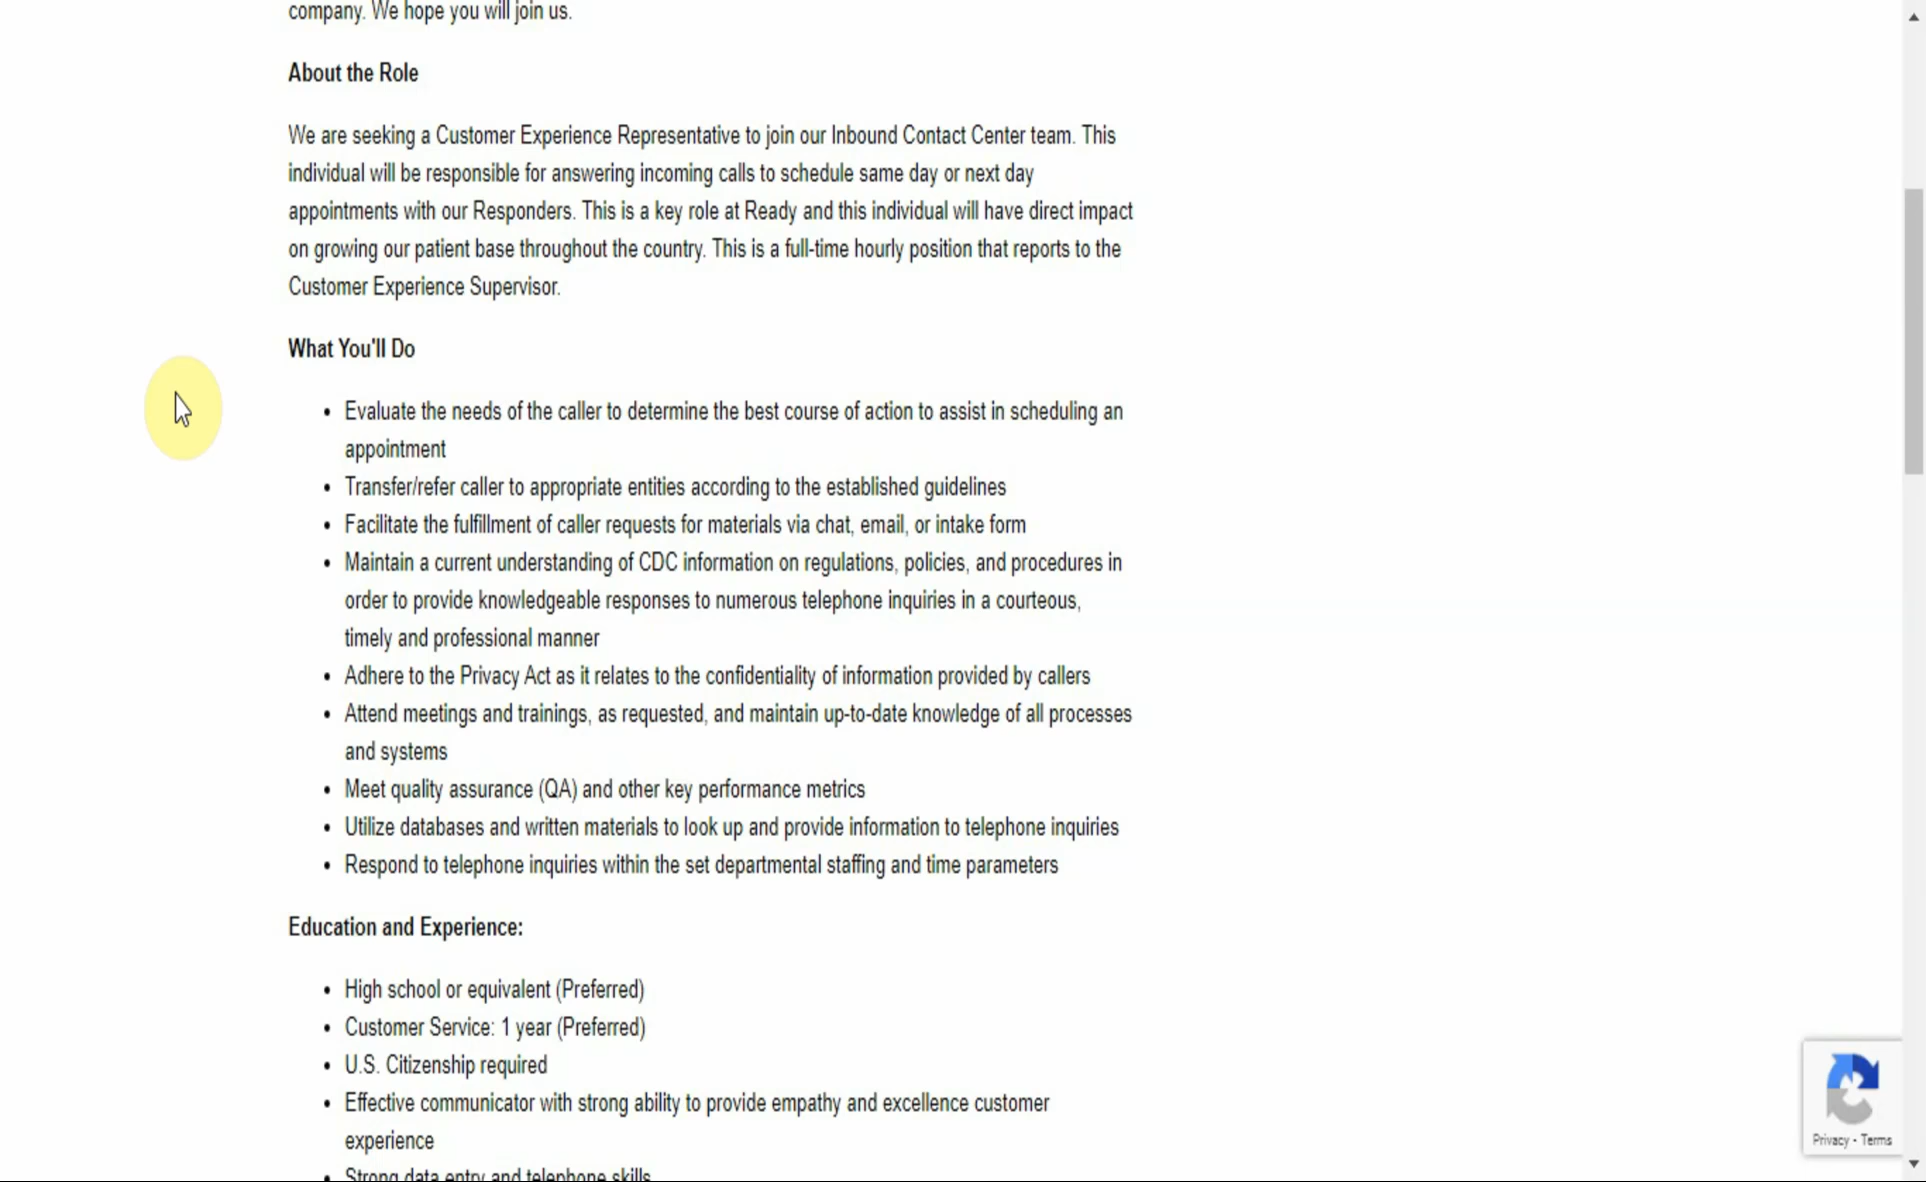 company. We hope you will join us.
About the Role
We are seeking a Customer Experience Representative to join our Inbound Contact Center team. This
individual will be responsible for answering incoming calls to schedule same day or next day
appointments with our Responders. This is a key role at Ready and this individual will have direct impact
on growing our patient base throughout the country. This is a full-time hourly position that reports to the
Customer Experience Supervisor.
What You'll Do
• Evaluate the needs of the caller to determine the best course of action to assist in scheduling an
appointment
• Transfer/refer caller to appropriate entities according to the established guidelines
• Facilitate the fulfillment of caller requests for materials via chat, email, or intake form
• Maintain a current understanding of CDC information on regulations, policies, and procedures in
order to provide knowledgeable responses to numerous telephone inquiries in a courteous,
timely and professional manner
• Adhere to the Privacy Act as it relates to the confidentiality of information provided by callers
• Attend meetings and trainings, as requested, and maintain up-to-date knowledge of all processes
and systems
• Meet quality assurance (QA) and other key performance metrics
• Utilize databases and written materials to look up and provide information to telephone inquiries
• Respond to telephone inquiries within the set departmental staffing and time parameters
Education and Experience:
• High school or equivalent (Preferred)
• Customer Service: 1 year (Preferred)
• U.S. Citizenship required
• Effective communicator with strong ability to provide empathy and excellence customer
experience
• Strong data entry and telephone skills
Privacy - Terms